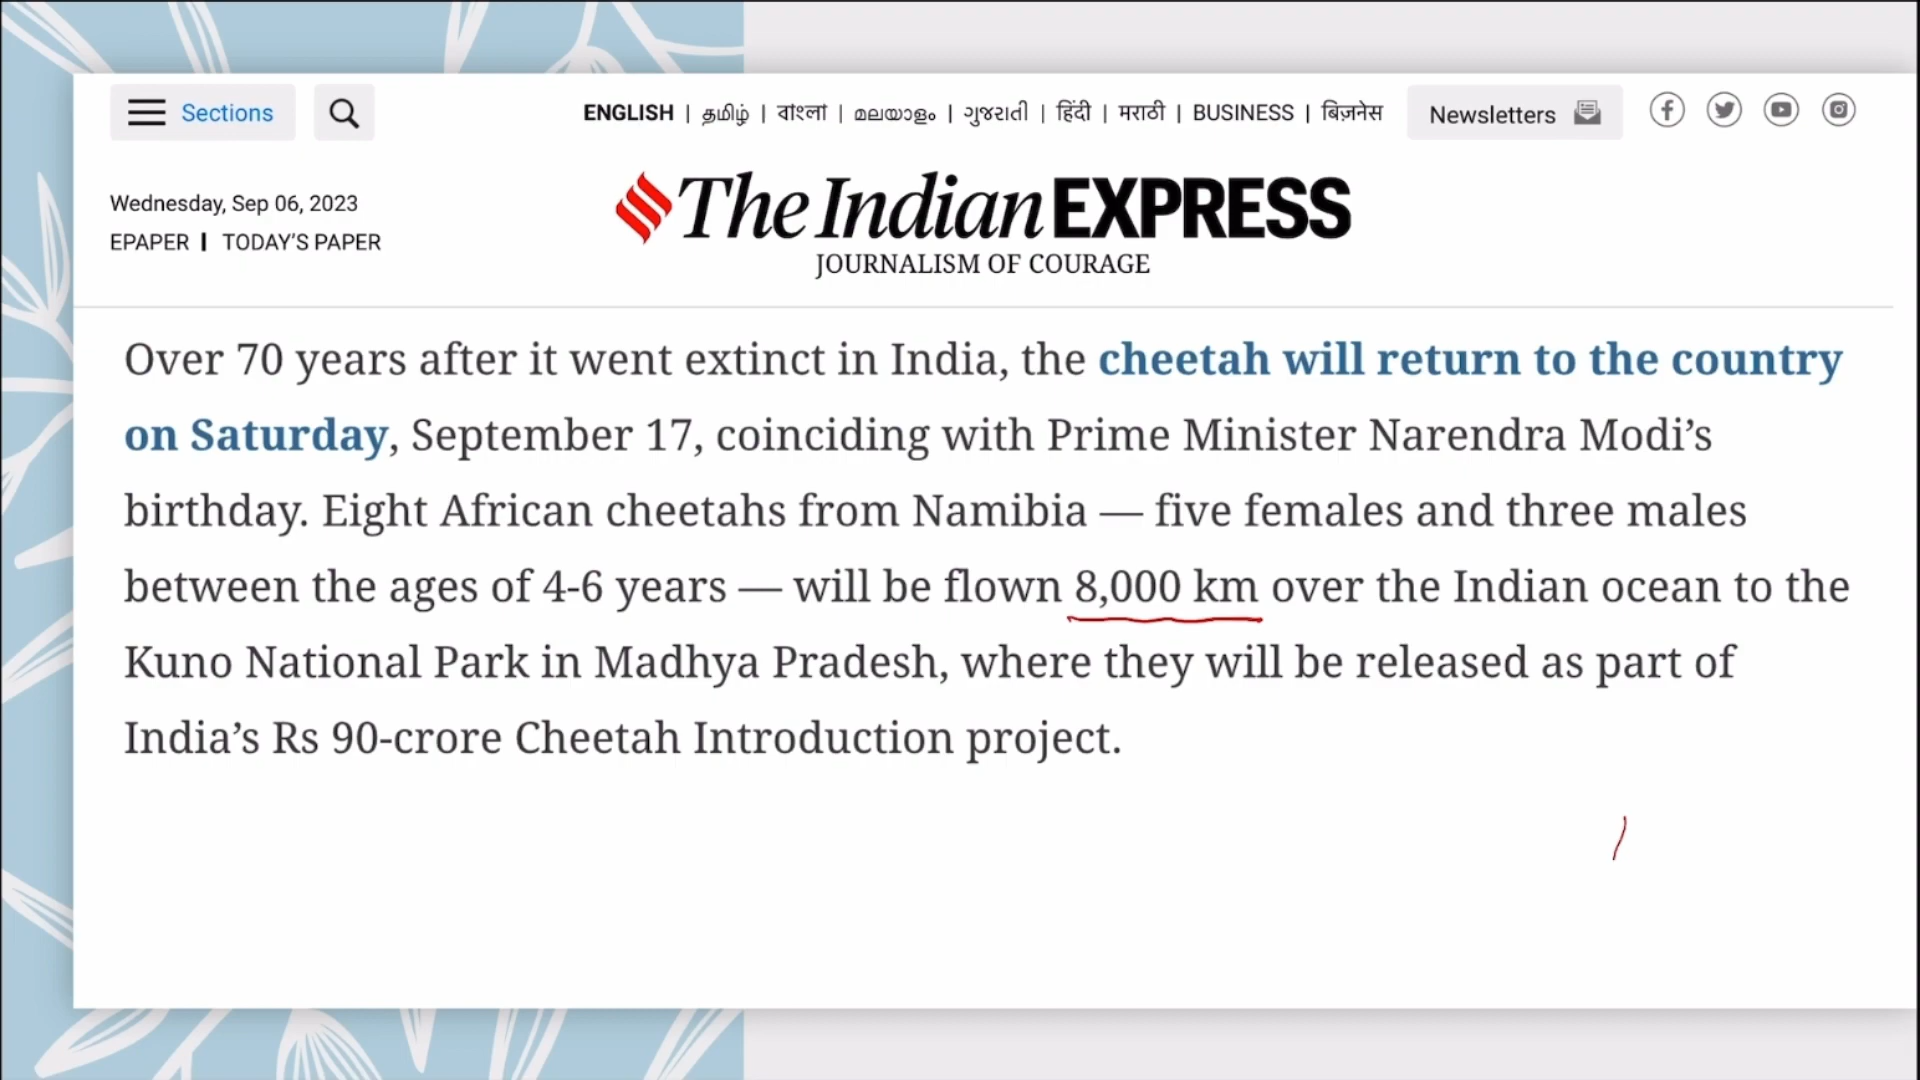 Sections
ENGLISH | தமிழ் | বাংলা | മലയാളം | ગુજરાતી | हिंदी | मराठी | BUSINESS | बिज़नेस
Newsletters
Wednesday, Sep 06, 2023
EPAPER | TODAY'S PAPER
The Indian EXPRESS
JOURNALISM OF COURAGE
Over 70 years after it went extinct in India, the cheetah will return to the country
on Saturday, September 17, coinciding with Prime Minister Narendra Modi’s
birthday. Eight African cheetahs from Namibia — five females and three males
between the ages of 4-6 years — will be flown 8,000 km over the Indian ocean to the
Kuno National Park in Madhya Pradesh, where they will be released as part of
India’s Rs 90-crore Cheetah Introduction project.